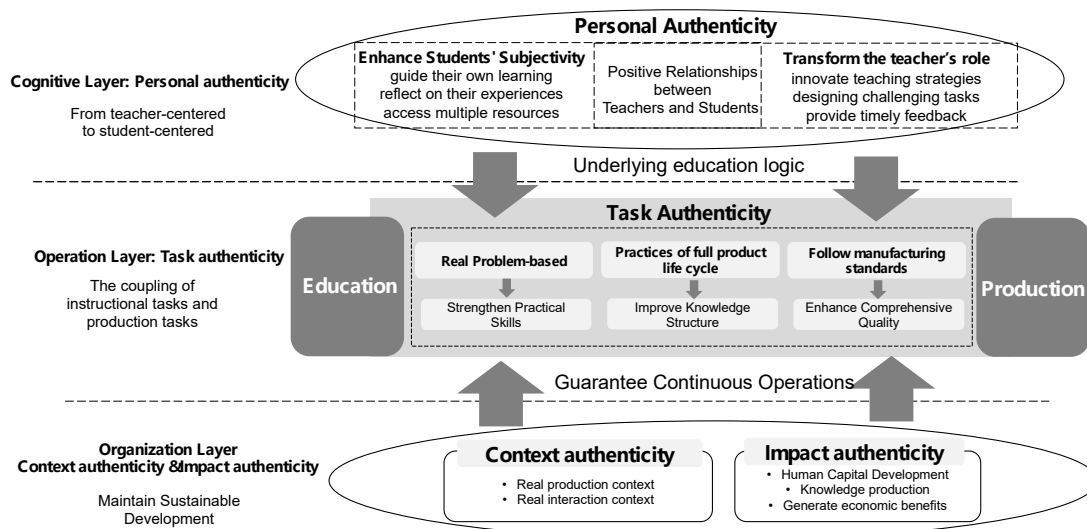 Personal Authenticity
Cognitive Layer: Personal authenticity
From teacher-centered
to student-centered
Enhance Students' Subjectivity
guide their own learning
reflect on their experiences
access multiple resources
Positive Relationships
between
Teachers and Students
Transform the teacher's role
innovate teaching strategies
designing challenging tasks
provide timely feedback
Underlying education logic
Operation Layer: Task authenticity
The coupling of
instructional tasks and
production tasks
Education
Task Authenticity
Real Problem-based
Strengthen Practical
Skills
Practices of full product
life cycle
Improve Knowledge
Structure
Follow manufacturing
standards
Enhance Comprehensive
Quality
Production
Guarantee Continuous Operations
Organization Layer
Context authenticity &Impact authenticity
Maintain Sustainable
Development
Context authenticity
• Real production context
• Real interaction context
Impact authenticity
• Human Capital Development
• Knowledge production
• Generate economic benefits